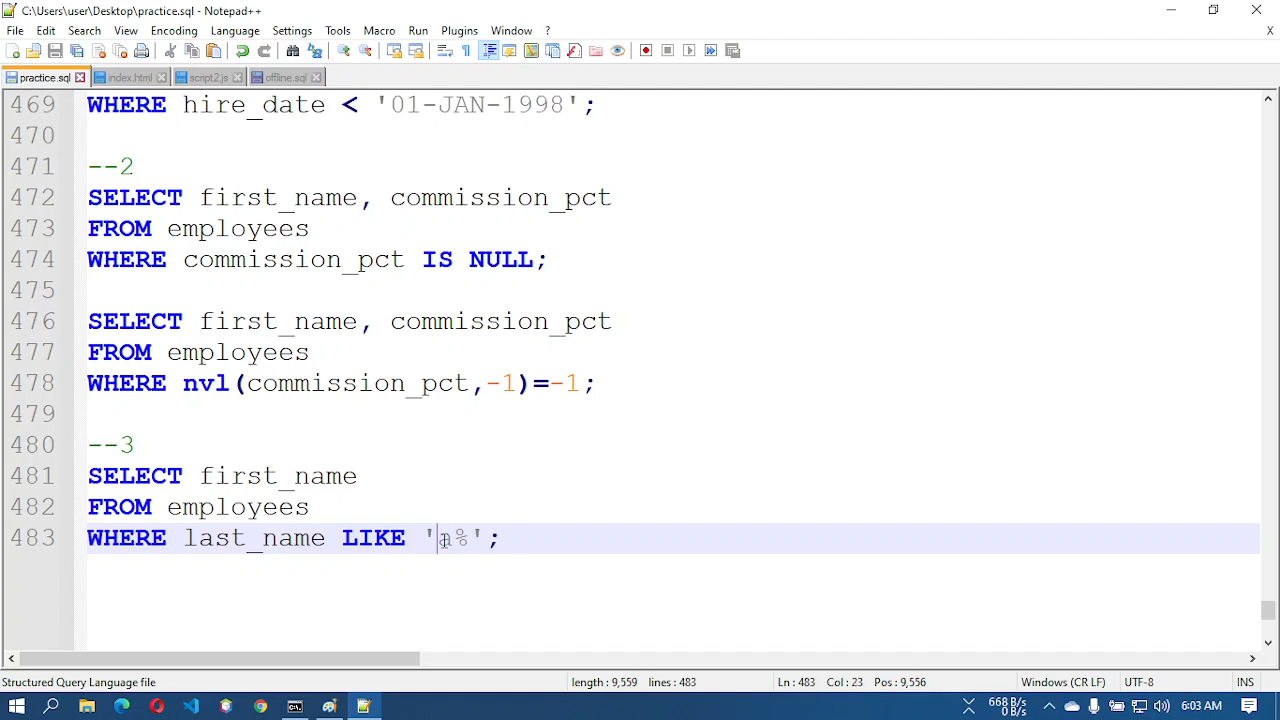 C:\Users\user\Desktop\practice.sql - Notepad++
File Edit Search View Encoding Language Settings Tools Macro Run Plugins Window ? X
practice.sql index.html script2.js offline.sql
469 WHERE hire_date < '01-JAN-1998';
470
471 --2
472 SELECT first_name, commission_pct
473 FROM employees
474 WHERE commission_pct IS NULL;
475
476 SELECT first_name, commission_pct
477 FROM employees
478 WHERE nvl(commission_pct,-1)=-1;
479
480 --3
481 SELECT first_name
482 FROM employees
483 WHERE last_name LIKE 'a%';
Structured Query Language file length : 9,559 lines : 483 Ln : 483 Col : 23 Pos : 9,556 Windows (CR LF) UTF-8 INS
668 B/s
0 B/s
6:03 AM